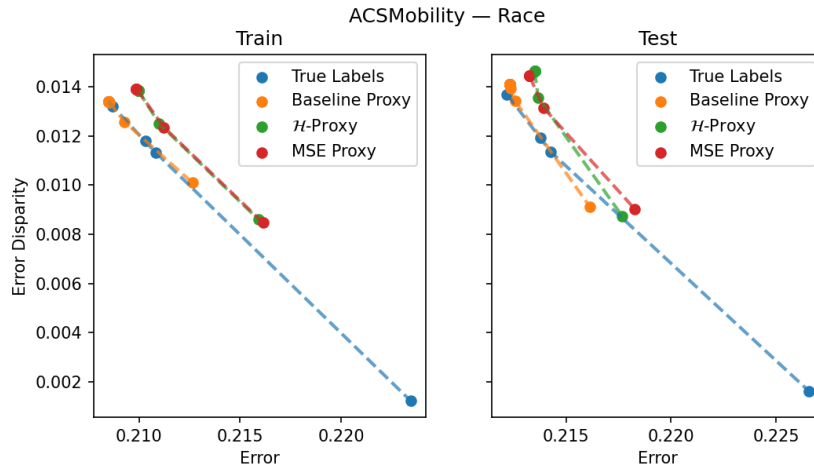 ACSMobility — Race
Train
Test
True Labels
Baseline Proxy
ℋ-Proxy
MSE Proxy
True Labels
Baseline Proxy
ℋ-Proxy
MSE Proxy
Error Disparity
0.014
0.012
0.010
0.008
0.006
0.004
0.002
0.210
0.215
0.220
0.215
0.220
0.225
Error
Error